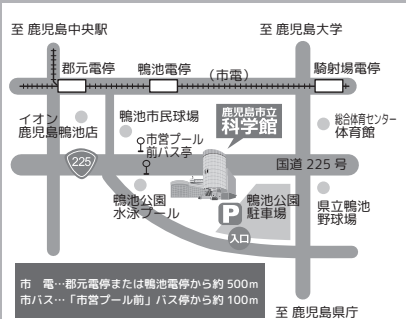 至 鹿児島中央駅
至 鹿児島大学
郡元電停
鴨池電停
(市電)
騎射場電停
イオン
鹿児島鴨池店
鴨池市民球場
鹿児島市立
科学館
総合体育センター
体育館
市営プール
前バス亭
225
国道 225 号
鴨池公園
水泳プール
P
鴨池公園
駐車場
県立鴨池
野球場
入口
市　電…郡元電停または鴨池電停から約 500m
市バス…「市営プール前」バス停から約 100m
至 鹿児島県庁